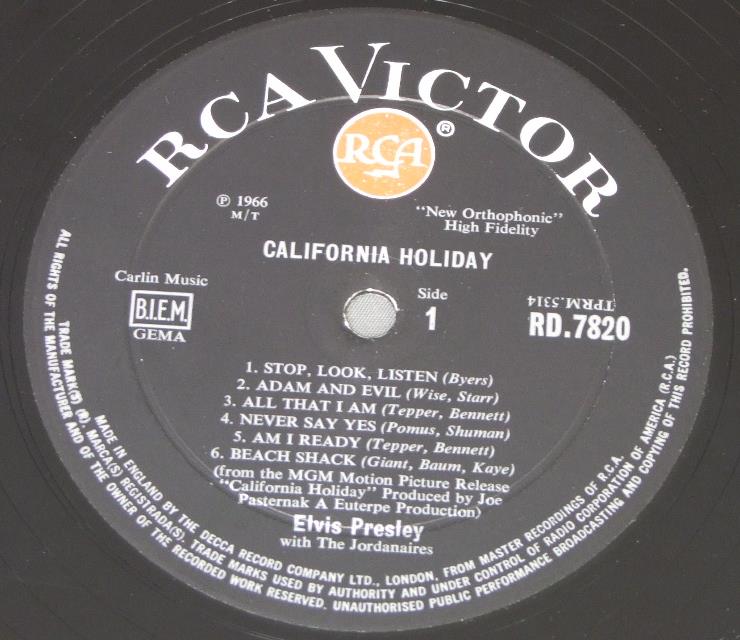 RCA VICTOR
RCA ®
℗ 1966
M/T
"New Orthophonic"
High Fidelity
CALIFORNIA HOLIDAY
Carlin Music
B.I.E.M.
GEMA
Side
1
TPRM.5314
RD.7820
1. STOP, LOOK, LISTEN (Byers)
2. ADAM AND EVIL (Wise, Starr)
3. ALL THAT I AM (Tepper, Bennett)
4. NEVER SAY YES (Pomus, Shuman)
5. AM I READY (Tepper, Bennett)
6. BEACH SHACK (Giant, Baum, Kaye)
(from the MGM Motion Picture Release
"California Holiday" Produced by Joe
Pasternak A Euterpe Production)
Elvis Presley
with The Jordanaires
MADE IN ENGLAND BY THE DECCA RECORD COMPANY LTD., LONDON, FROM MASTER RECORDINGS OF R.C.A.
TRADE MARK(S) (R). MARCA(S) REGISTRADA(S). TRADE MARKS USED BY AUTHORITY AND UNDER CONTROL OF RADIO CORPORATION OF AMERICA (R.C.A.)
ALL RIGHTS OF THE MANUFACTURER AND OF THE OWNER OF THE RECORDED WORK RESERVED. UNAUTHORISED PUBLIC PERFORMANCE BROADCASTING AND COPYING OF THIS RECORD PROHIBITED.